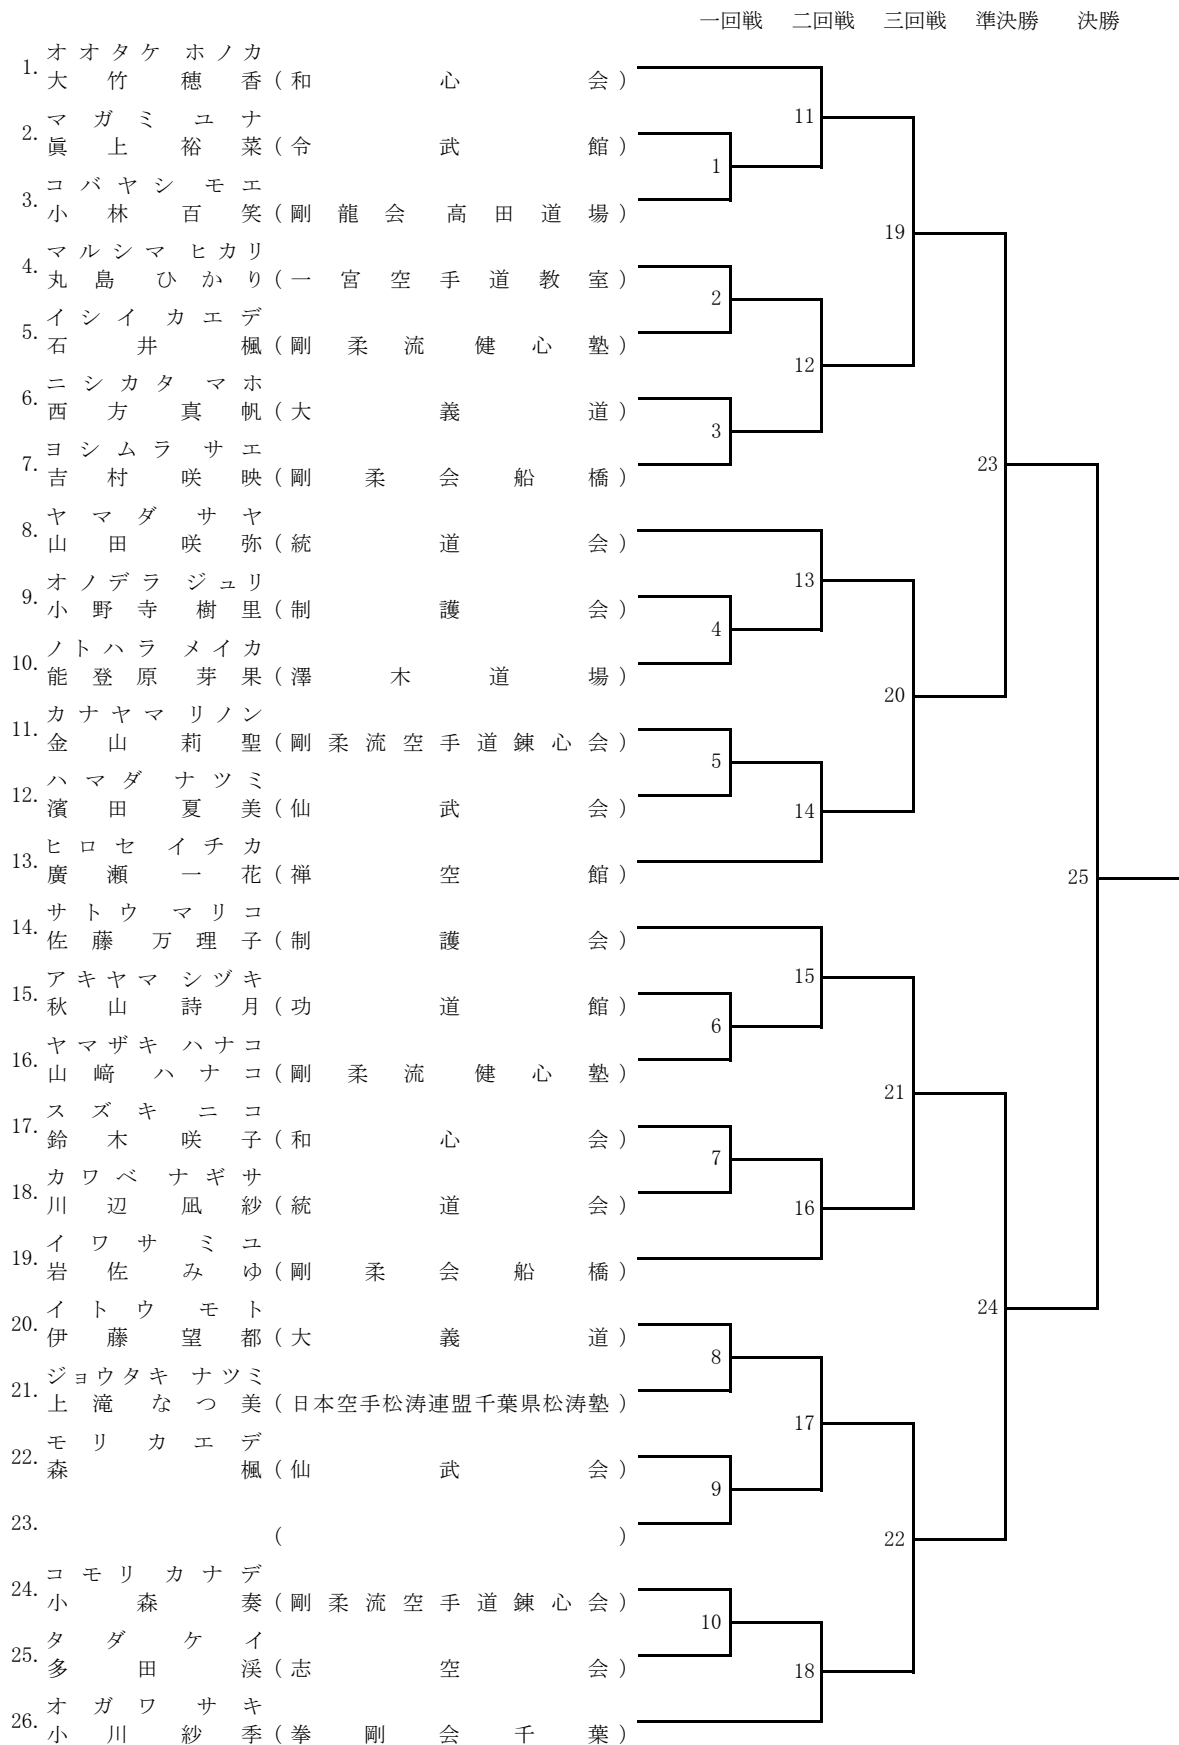 一回戦 二回戦 三回戦 準決勝 決勝
オオタケ ホノカ
1. 大竹穂香(和心会)
マガミ ユナ
2. 眞上裕菜(令武館)
コバヤシ モエ
3. 小林百笑(剛龍会高田道場)
マルシマ ヒカリ
4. 丸島ひかり(一宮空手道教室)
イシイ カエデ
5. 石井楓(剛柔流健心塾)
ニシカタ マホ
6. 西方真帆(大義道)
ヨシムラ サエ
7. 吉村咲映(剛柔会船橋)
ヤマダ サヤ
8. 山田咲弥(統道会)
オノデラ ジュリ
9. 小野寺樹里(制護会)
ノトハラ メイカ
10. 能登原芽果(澤木道場)
カナヤマ リノン
11. 金山莉聖(剛柔流空手道錬心会)
ハマダ ナツミ
12. 濱田夏美(仙武会)
ヒロセ イチカ
13. 廣瀬一花(禅空館)
サトウ マリコ
14. 佐藤万理子(制護会)
アキヤマ シヅキ
15. 秋山詩月(功道館)
ヤマザキ ハナコ
16. 山﨑ハナコ(剛柔流健心塾)
スズキ ニコ
17. 鈴木咲子(和心会)
カワベ ナギサ
18. 川辺凪紗(統道会)
イワサ ミユ
19. 岩佐みゆ(剛柔会船橋)
イトウ モト
20. 伊藤望都(大義道)
ジョウタキ ナツミ
21. 上滝なつ美(日本空手松涛連盟千葉県松涛塾)
モリ カエデ
22. 森楓(仙武会)
23. ( )
コモリ カナデ
24. 小森奏(剛柔流空手道錬心会)
タダ ケイ
25. 多田渓(志空会)
オガワ サキ
26. 小川紗季(拳剛会千葉)
1
2
3
4
5
6
7
8
9
10
11
12
13
14
15
16
17
18
19
20
21
22
23
24
25